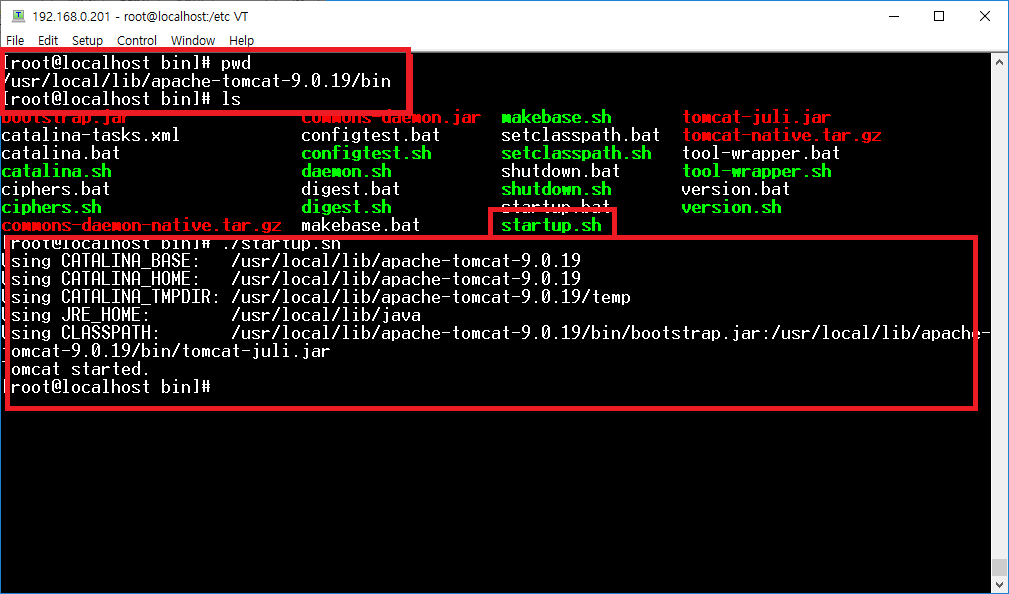 192.168.0.201 - root@localhost:/etc VT
File Edit Setup Control Window Help
[root@localhost bin]# pwd
/usr/local/lib/apache-tomcat-9.0.19/bin
[root@localhost bin]# ls
bootstrap.jar commons-daemon.jar makebase.sh tomcat-juli.jar
catalina-tasks.xml configtest.bat setclasspath.bat tomcat-native.tar.gz
catalina.bat configtest.sh setclasspath.sh tool-wrapper.bat
catalina.sh daemon.sh shutdown.bat tool-wrapper.sh
ciphers.bat digest.bat shutdown.sh version.bat
ciphers.sh digest.sh startup.bat version.sh
commons-daemon-native.tar.gz makebase.bat startup.sh
[root@localhost bin]# ./startup.sh
Using CATALINA_BASE: /usr/local/lib/apache-tomcat-9.0.19
Using CATALINA_HOME: /usr/local/lib/apache-tomcat-9.0.19
Using CATALINA_TMPDIR: /usr/local/lib/apache-tomcat-9.0.19/temp
Using JRE_HOME: /usr/local/lib/java
Using CLASSPATH: /usr/local/lib/apache-tomcat-9.0.19/bin/bootstrap.jar:/usr/local/lib/apache-
tomcat-9.0.19/bin/tomcat-juli.jar
Tomcat started.
[root@localhost bin]#